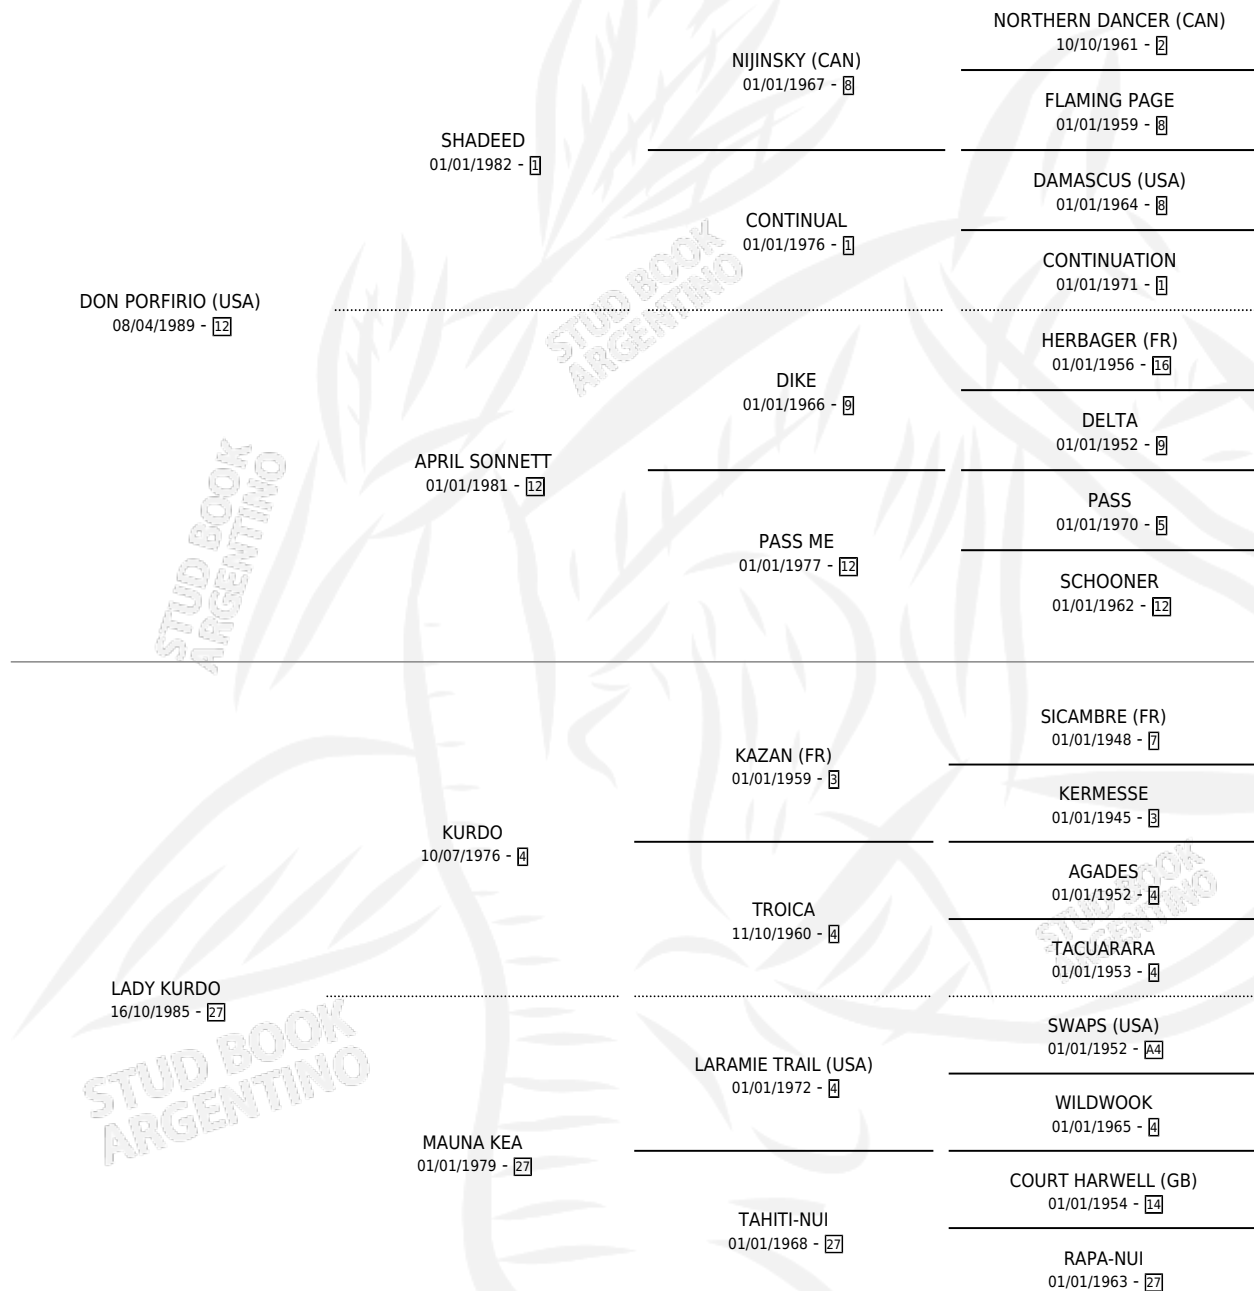 NORTHERN DANCER (CAN)
10/10/1961 - 2
NIJINSKY (CAN)
01/01/1967 - 8
FLAMING PAGE
01/01/1959 - 8
SHADEED
01/01/1982 - 1
DAMASCUS (USA)
01/01/1964 - 8
CONTINUAL
01/01/1976 - 1
CONTINUATION
01/01/1971 - 1
DON PORFIRIO (USA)
08/04/1989 - 12
HERBAGER (FR)
01/01/1956 - 16
DIKE
01/01/1966 - 9
DELTA
01/01/1952 - 9
APRIL SONNETT
01/01/1981 - 12
PASS
01/01/1970 - 5
PASS ME
01/01/1977 - 12
SCHOONER
01/01/1962 - 12
SICAMBRE (FR)
01/01/1948 - 7
KAZAN (FR)
01/01/1959 - 3
KERMESSE
01/01/1945 - 3
KURDO
10/07/1976 - 4
AGADES
01/01/1952 - 4
TROICA
11/10/1960 - 4
TACUARARA
01/01/1953 - 4
LADY KURDO
16/10/1985 - 27
SWAPS (USA)
01/01/1952 - A4
LARAMIE TRAIL (USA)
01/01/1972 - 4
WILDWOOK
01/01/1965 - 4
MAUNA KEA
01/01/1979 - 27
COURT HARWELL (GB)
01/01/1954 - 14
TAHITI-NUI
01/01/1968 - 27
RAPA-NUI
01/01/1963 - 27
STUD BOOK
ARGENTINO
STUD BOOK
ARGENTINO
STUD BOOK
ARGENTINO
STUD BOOK
ARGENTINO